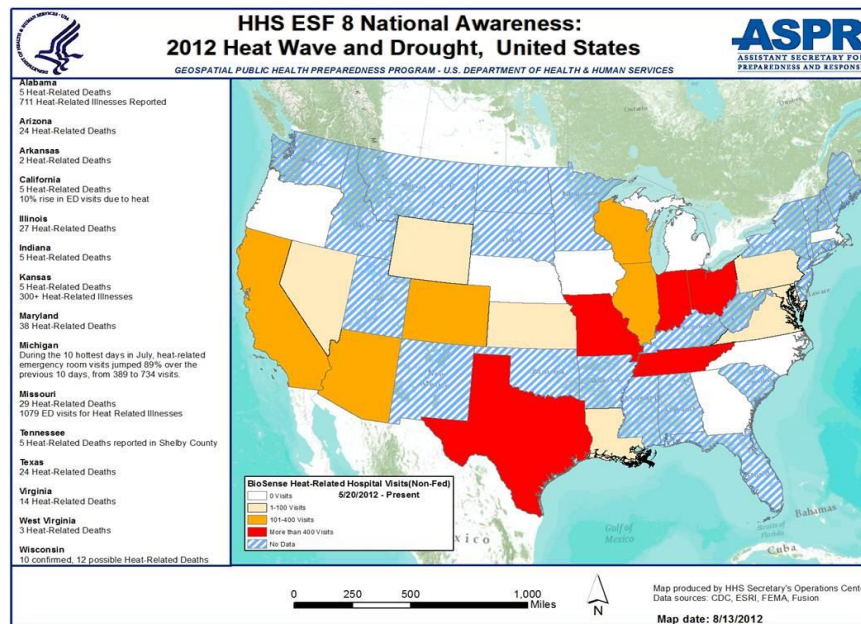 HHS ESF 8 National Awareness:
2012 Heat Wave and Drought, United States
GEOSPATIAL PUBLIC HEALTH PREPAREDNESS PROGRAM - U.S. DEPARTMENT OF HEALTH & HUMAN SERVICES
ASPR
ASSISTANT SECRETARY FOR
PREPAREDNESS AND RESPONSE
Alabama
5 Heat-Related Deaths
711 Heat-Related Illnesses Reported
Arizona
24 Heat-Related Deaths
Arkansas
2 Heat-Related Deaths
California
5 Heat-Related Deaths
10% rise in ED visits due to heat
Illinois
27 Heat-Related Deaths
Indiana
5 Heat-Related Deaths
Kansas
5 Heat-Related Deaths
300+ Heat-Related Illnesses
Maryland
38 Heat-Related Deaths
Michigan
During the 10 hottest days in July, heat-related
emergency room visits jumped 89% over the
previous 10 days, from 389 to 734 visits.
Missouri
29 Heat-Related Deaths
1079 ED visits for Heat Related Illnesses
Tennessee
5 Heat-Related Deaths reported in Shelby County
Texas
24 Heat-Related Deaths
Virginia
14 Heat-Related Deaths
West Virginia
3 Heat-Related Deaths
Wisconsin
10 confirmed, 12 possible Heat-Related Deaths
BioSense Heat-Related Hospital Visits(Non-Fed)
5/20/2012 - Present
0 Visits
1-100 Visits
101-400 Visits
More than 400 Visits
No Data
Gulf of
Mexico
Bahamas
Straits of
Florida
Cuba
0 250 500 1,000
Miles
N
Map produced by HHS Secretary's Operations Cente
Data sources: CDC, ESRI, FEMA, Fusion
Map date: 8/13/2012